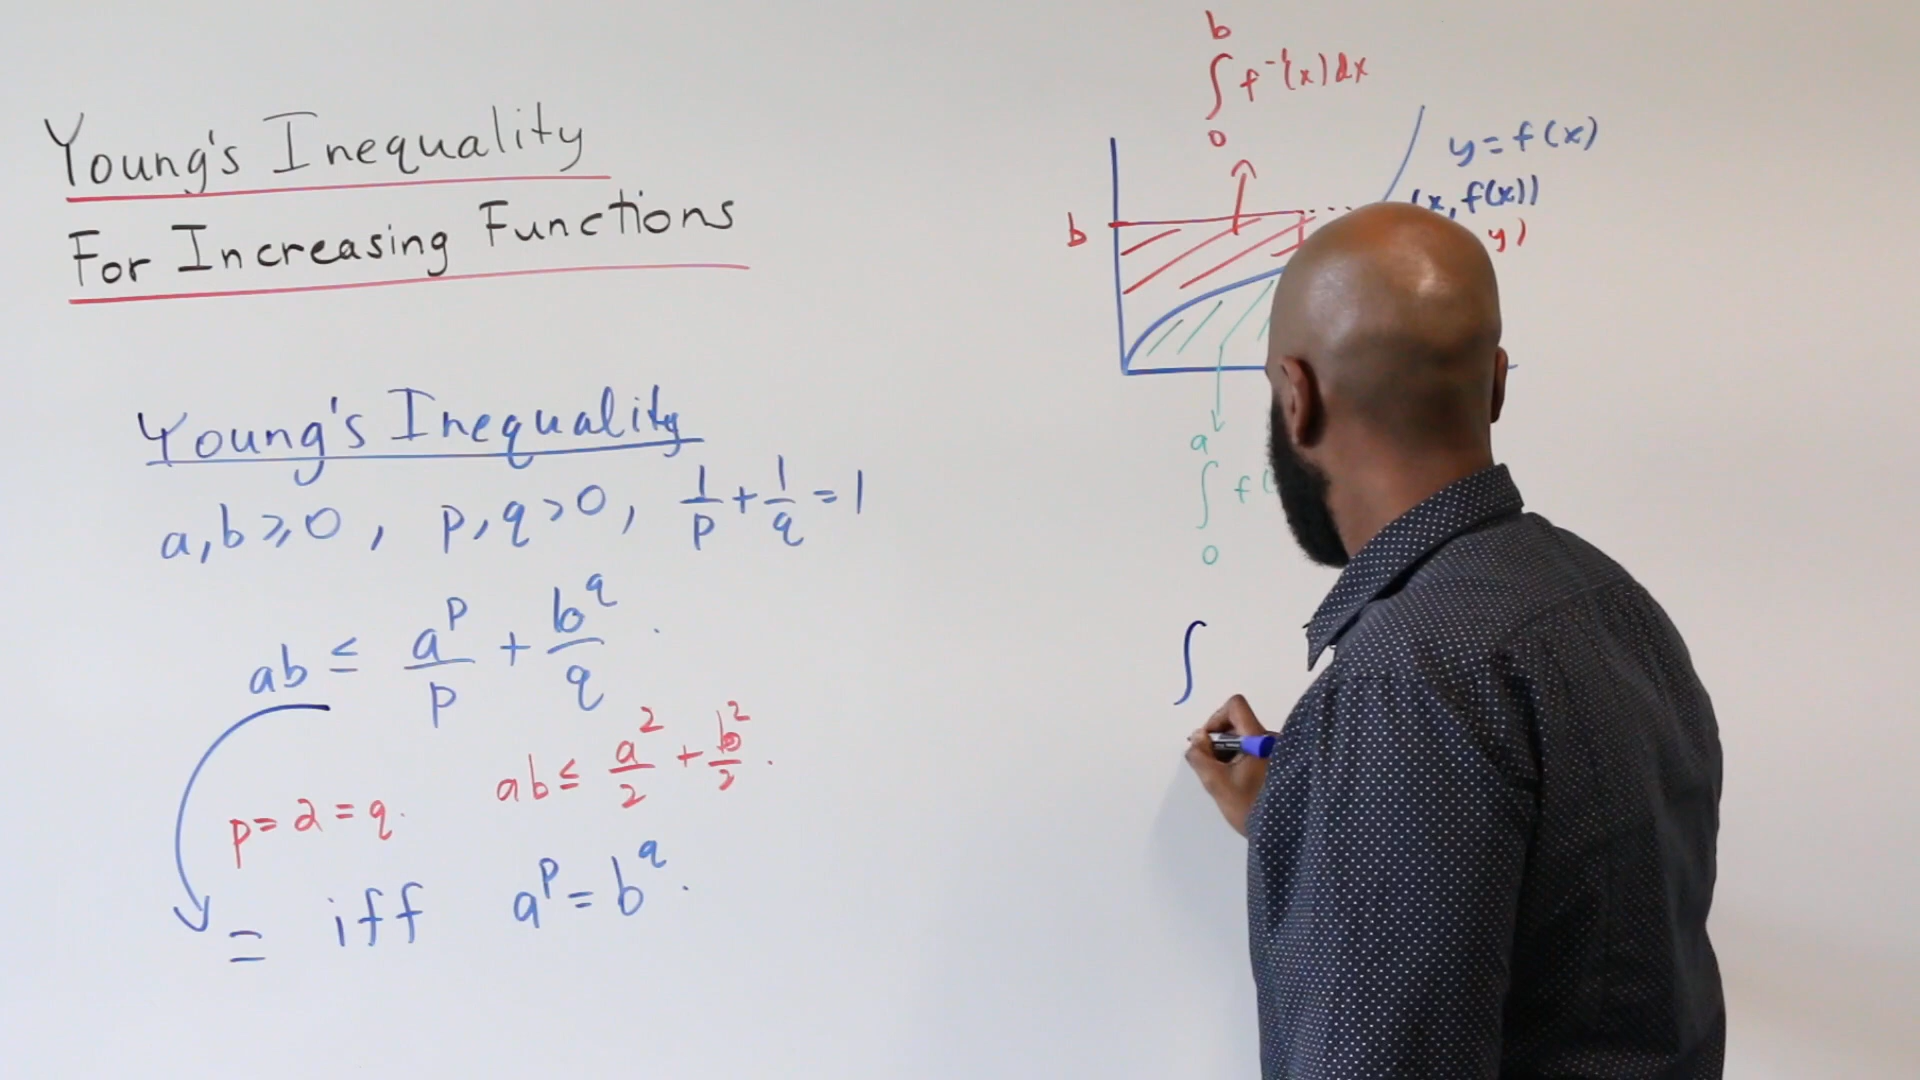 Young's Inequality
For Increasing Functions
Young's Inequality
a, b ≥ 0, p, q > 0, 1/p + 1/q = 1
ab ≤ a^p/p + b^q/q.
p = 2 = q. ab ≤ a^2/2 + b^2/2.
= iff a^p = b^q.
b
∫ f^-1(x) dx
0
y = f(x)
(x, f(x))
y)
b
a
∫ f(
0
∫